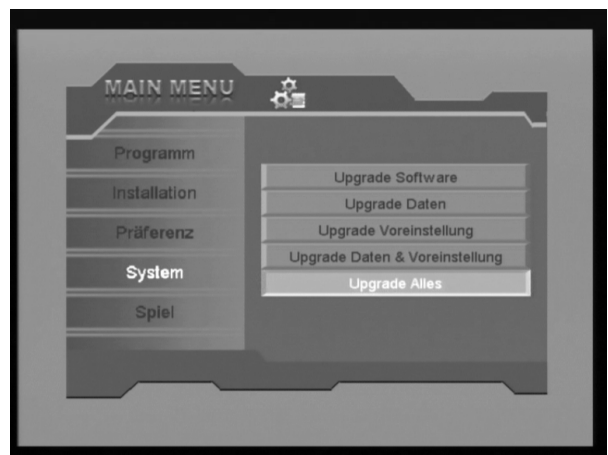 MAIN MENU
Programm
Installation
Präferenz
System
Spiel
Upgrade Software
Upgrade Daten
Upgrade Voreinstellung
Upgrade Daten & Voreinstellung
Upgrade Alles